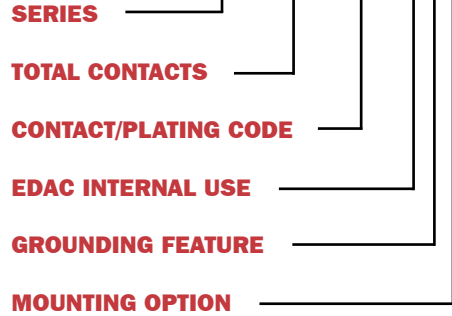 SERIES
TOTAL CONTACTS
CONTACT/PLATING CODE
EDAC INTERNAL USE
GROUNDING FEATURE
MOUNTING OPTION